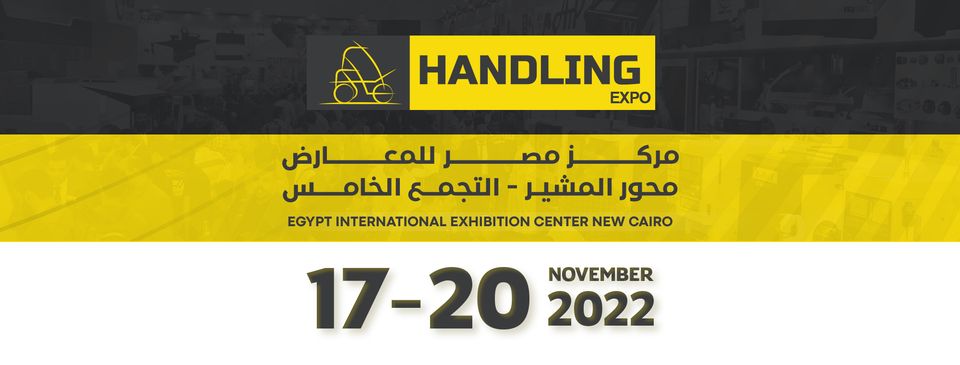 HANDLING
EXPO
مركز مصر للمعارض
محور المشير - التجمع الخامس
EGYPT INTERNATIONAL EXHIBITION CENTER NEW CAIRO
17-20 NOVEMBER
2022